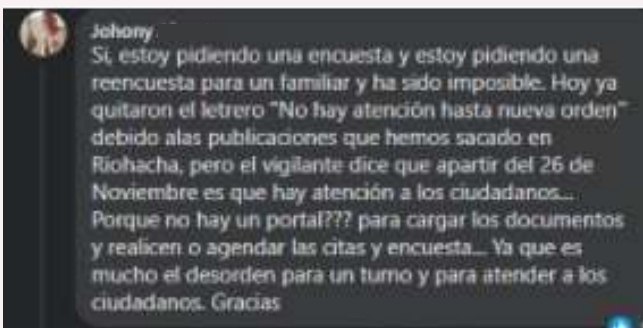 Johony
Si, estoy pidiendo una encuesta y estoy pidiendo una
reencuesta para un familiar y ha sido imposible. Hoy ya
quitaron el letrero "No hay atención hasta nueva orden"
debido alas publicaciones que hemos sacado en
Riohacha, pero el vigilante dice que apartir del 26 de
Noviembre es que hay atención a los ciudadanos...
Porque no hay un portal??? para cargar los documentos
y realicen o agendar las citas y encuesta... Ya que es
mucho el desorden para un turno y para atender a los
ciudadanos. Gracias